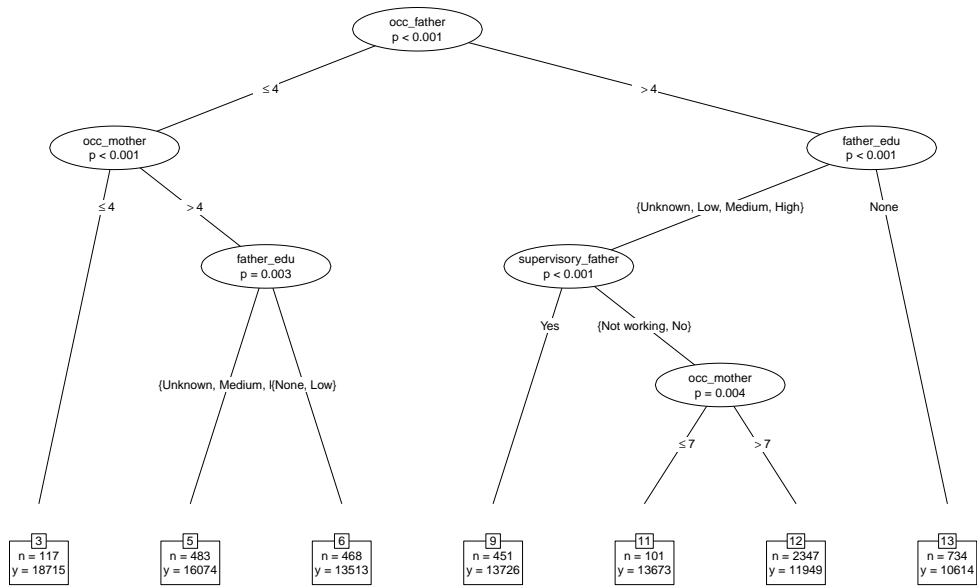 occ_father
p < 0.001
≤ 4
> 4
occ_mother
p < 0.001
father_edu
p < 0.001
≤ 4
> 4
{Unknown, Low, Medium, High}
None
father_edu
p = 0.003
supervisory_father
p < 0.001
Yes
{Not working, No}
{Unknown, Medium, {None, Low}
occ_mother
p = 0.004
≤ 7
> 7
3
n = 117
y = 18715
5
n = 483
y = 16074
6
n = 468
y = 13513
9
n = 451
y = 13726
11
n = 101
y = 13673
12
n = 2347
y = 11949
13
n = 734
y = 10614